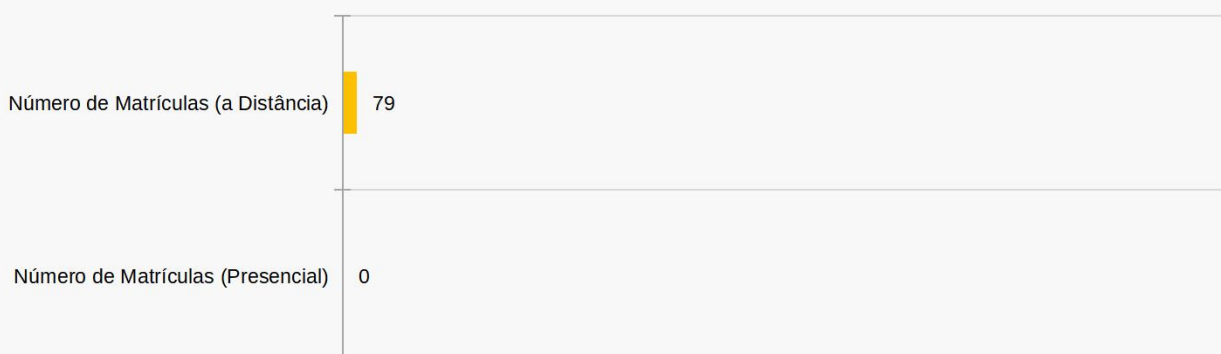 Número de Matrículas (a Distância) 79
Número de Matrículas (Presencial) 0